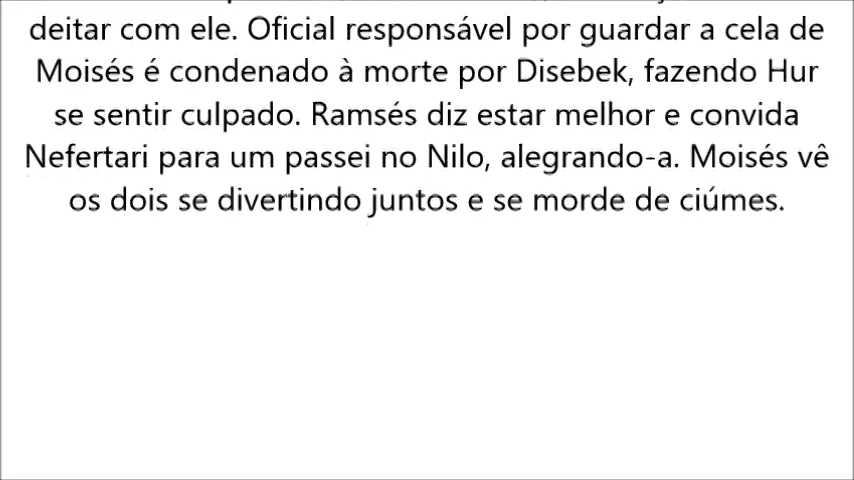 deitar com ele. Oficial responsável por guardar a cela de
Moisés é condenado à morte por Disebek, fazendo Hur
se sentir culpado. Ramsés diz estar melhor e convida
Nefertari para um passei no Nilo, alegrando-a. Moisés vê
os dois se divertindo juntos e se morde de ciúmes.